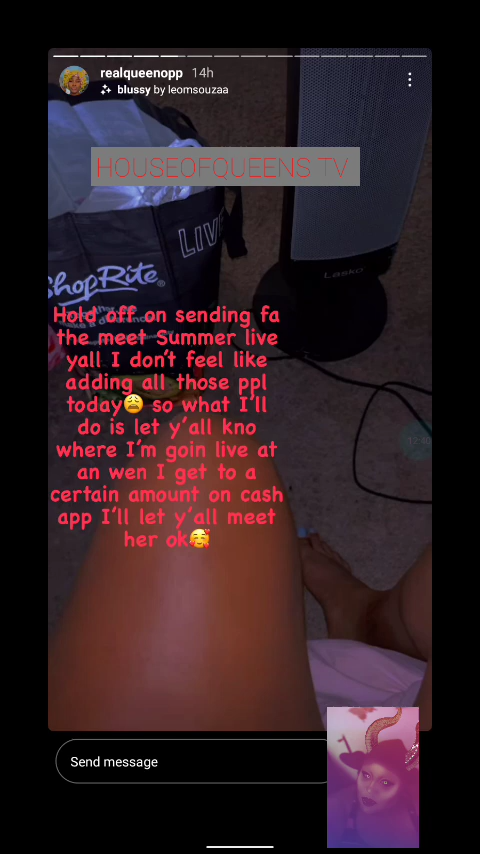 realqueenopp 14h
blussy by leomsouzaa
HOUSEOFQUEENS TV
LIV
ShopRite®
Lasko
Hold off on sending fa
the meet Summer live
yall I don't feel like
adding all those ppl
today😩 so what I'll
do is let y'all kno
where I'm goin live at
an wen I get to a
certain amount on cash
app I'll let y'all meet
her ok🥰
Send message